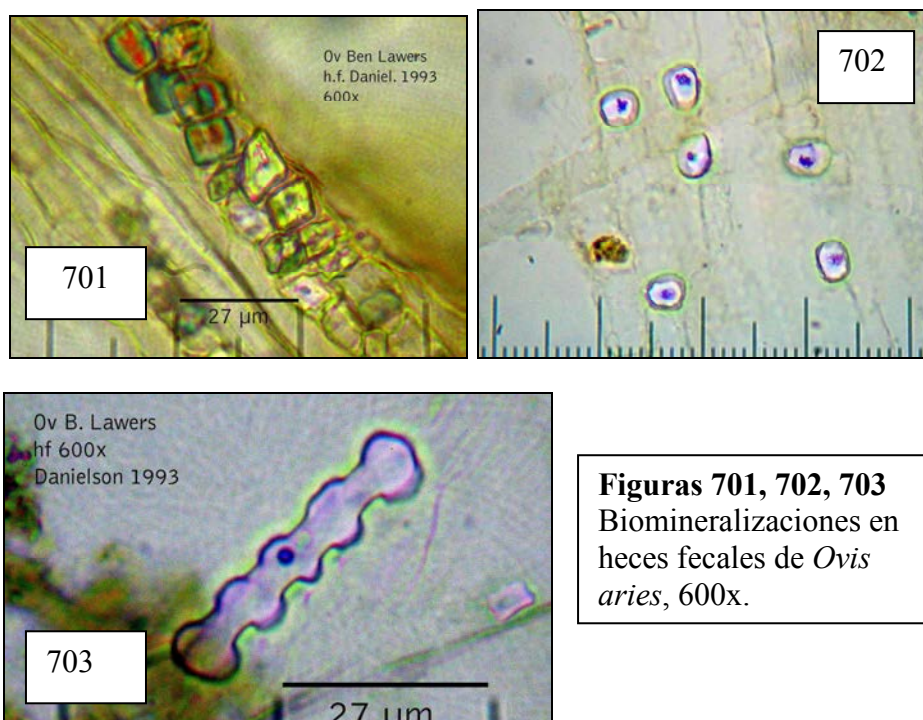 Ov Ben Lawers
h.f. Daniel. 1993
600x
701
27 µm
702
Ov B. Lawers
hf 600x
Danielson 1993
703
27 µm
Figuras 701, 702, 703
Biomineralizaciones en
heces fecales de Ovis
aries, 600x.